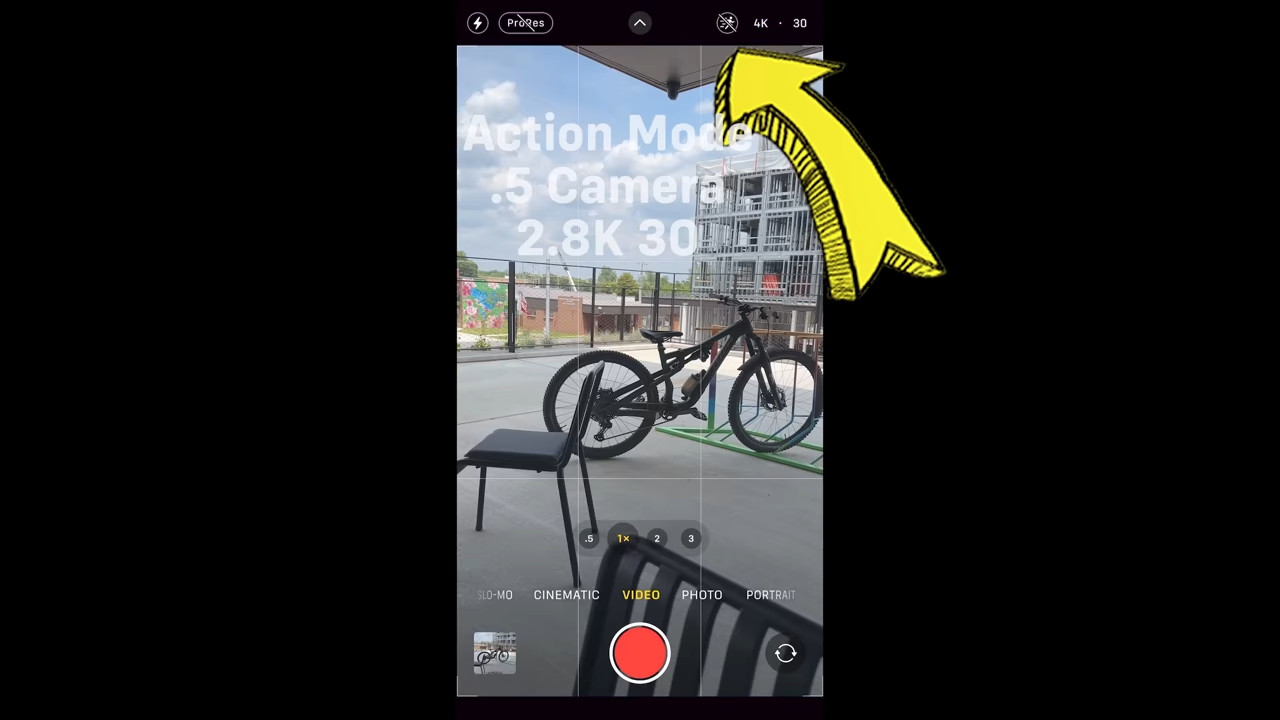 ProRes
4K · 30
Action Mode
.5 Camera
2.8K 30
.5 1× 2 3
SLO-MO CINEMATIC VIDEO PHOTO PORTRAIT